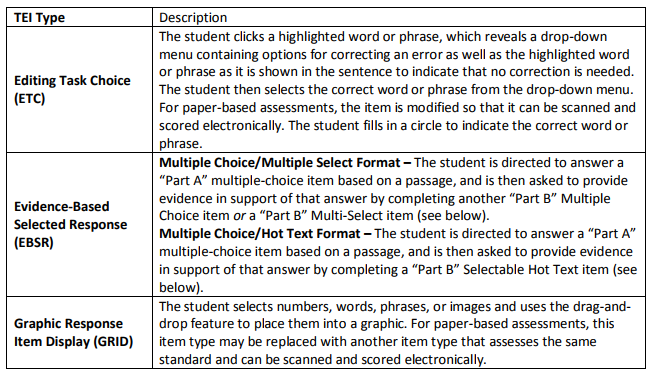 TEI Type
Description
Editing Task Choice
(ETC)
The student clicks a highlighted word or phrase, which reveals a drop-down
menu containing options for correcting an error as well as the highlighted word
or phrase as it is shown in the sentence to indicate that no correction is needed.
The student then selects the correct word or phrase from the drop-down menu.
For paper-based assessments, the item is modified so that it can be scanned and
scored electronically. The student fills in a circle to indicate the correct word or
phrase.
Evidence-Based
Selected Response
(EBSR)
Multiple Choice/Multiple Select Format – The student is directed to answer a
“Part A” multiple-choice item based on a passage, and is then asked to provide
evidence in support of that answer by completing another “Part B” Multiple
Choice item or a “Part B” Multi-Select item (see below).
Multiple Choice/Hot Text Format – The student is directed to answer a “Part A”
multiple-choice item based on a passage, and is then asked to provide evidence
in support of that answer by completing a “Part B” Selectable Hot Text item (see
below).
Graphic Response
Item Display (GRID)
The student selects numbers, words, phrases, or images and uses the drag-and-
drop feature to place them into a graphic. For paper-based assessments, this
item type may be replaced with another item type that assesses the same
standard and can be scanned and scored electronically.